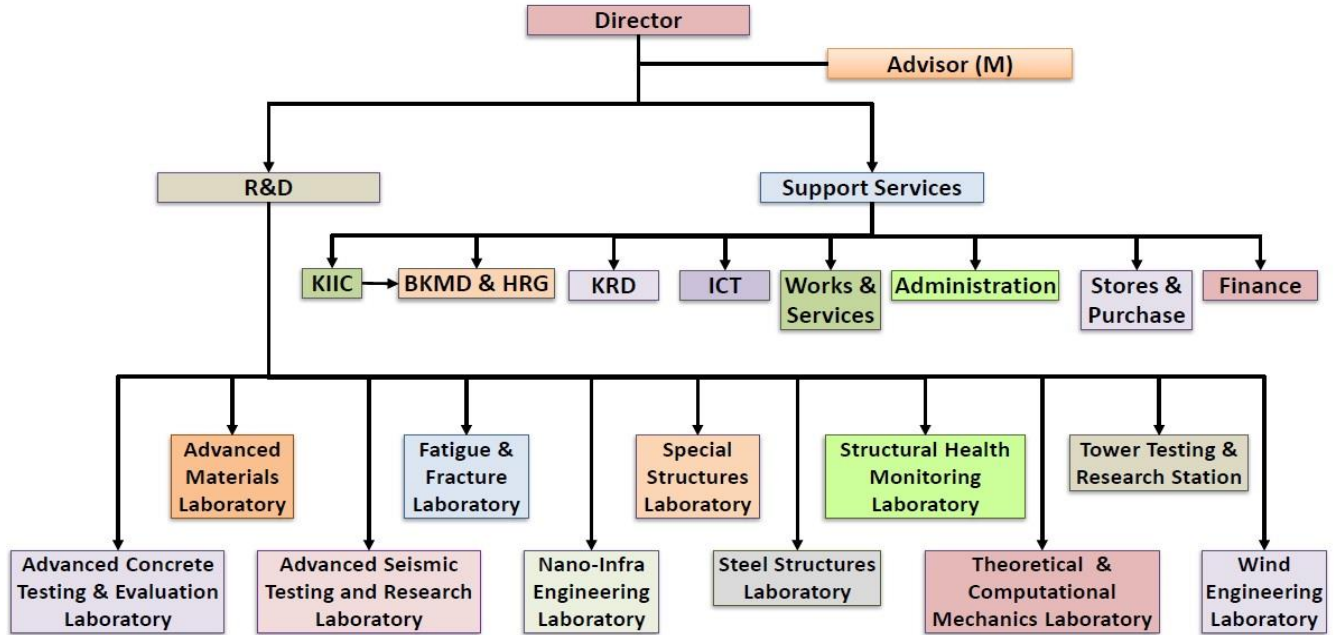 Director
Advisor (M)
R&D
Support Services
KIIC
BKMD & HRG
KRD
ICT
Works &
Services
Administration
Stores &
Purchase
Finance
Advanced
Materials
Laboratory
Fatigue &
Fracture
Laboratory
Special
Structures
Laboratory
Structural Health
Monitoring
Laboratory
Tower Testing &
Research Station
Advanced Concrete
Testing & Evaluation
Laboratory
Advanced Seismic
Testing and Research
Laboratory
Nano-Infra
Engineering
Laboratory
Steel Structures
Laboratory
Theoretical &
Computational
Mechanics Laboratory
Wind
Engineering
Laboratory